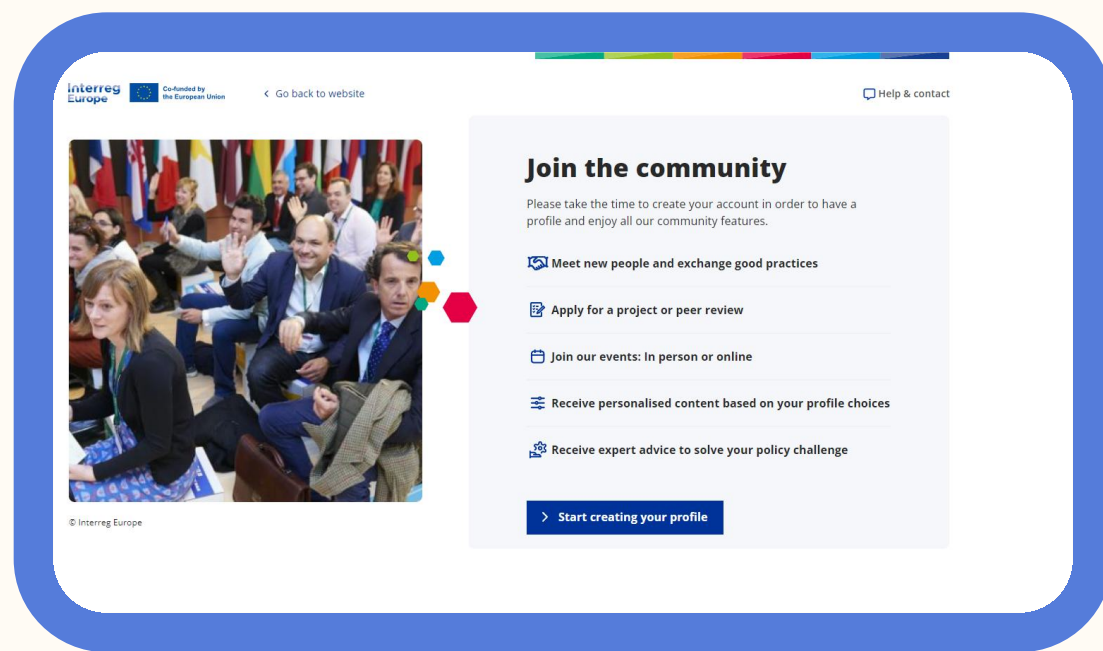 Interreg
Europe
Co-funded by
the European Union
Go back to website
Help & contact
Join the community
Please take the time to create your account in order to have a
profile and enjoy all our community features.
Meet new people and exchange good practices
Apply for a project or peer review
Join our events: In person or online
Receive personalised content based on your profile choices
Receive expert advice to solve your policy challenge
Start creating your profile
© Interreg Europe